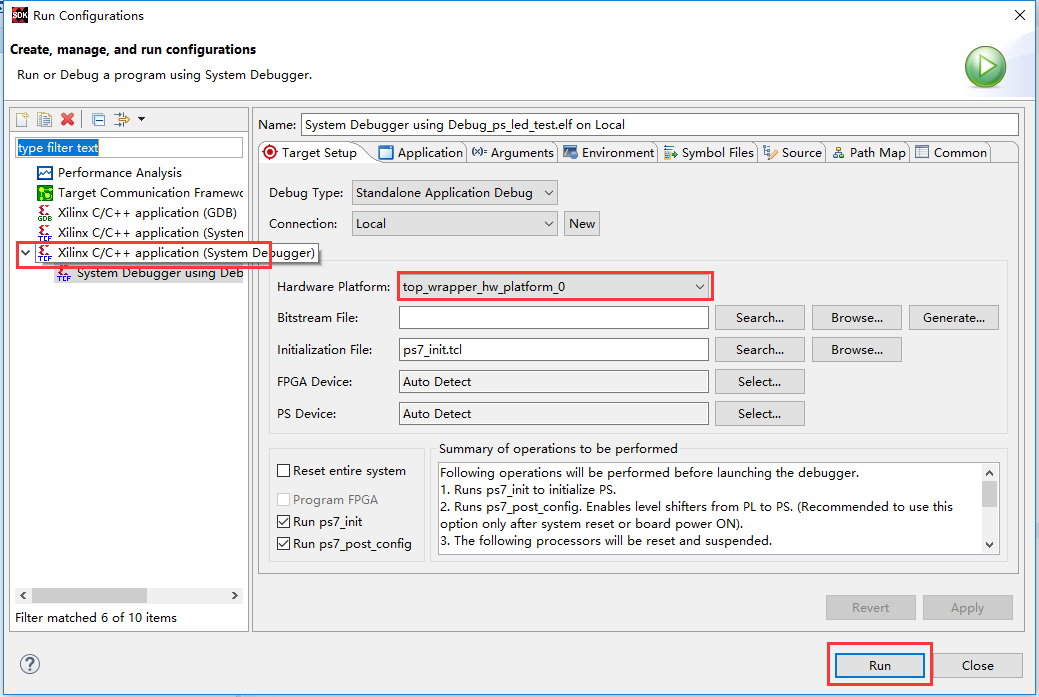 SDK Run Configurations
Create, manage, and run configurations
Run or Debug a program using System Debugger.
type filter text
Performance Analysis
Target Communication Framewo
GDB Xilinx C/C++ application (GDB)
TCF Xilinx C/C++ application (System
TCF Xilinx C/C++ application (System Debugger)
TCF System Debugger using Deb
Filter matched 6 of 10 items
Name: System Debugger using Debug_ps_led_test.elf on Local
Target Setup Application (x)= Arguments Environment Symbol Files Source Path Map Common
Debug Type: Standalone Application Debug
Connection: Local New
Hardware Platform: top_wrapper_hw_platform_0
Bitstream File: Search... Browse... Generate...
Initialization File: ps7_init.tcl Search... Browse...
FPGA Device: Auto Detect Select...
PS Device: Auto Detect Select...
Reset entire system
Program FPGA
Run ps7_init
Run ps7_post_config
Summary of operations to be performed
Following operations will be performed before launching the debugger.
1. Runs ps7_init to initialize PS.
2. Runs ps7_post_config. Enables level shifters from PL to PS. (Recommended to use this
option only after system reset or board power ON).
3. The following processors will be reset and suspended.
Revert Apply
? Run Close